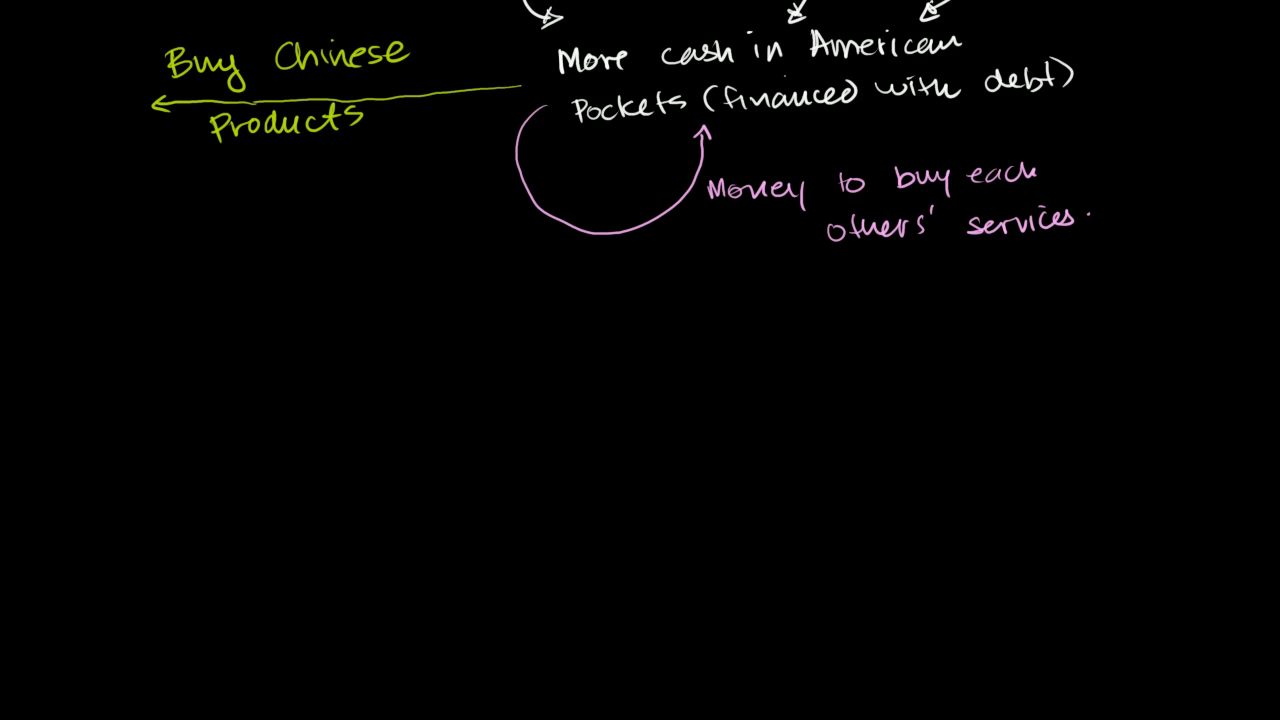 Buy Chinese
Products
More cash in American
Pockets (financed with debt)
Money to buy each
others' services.